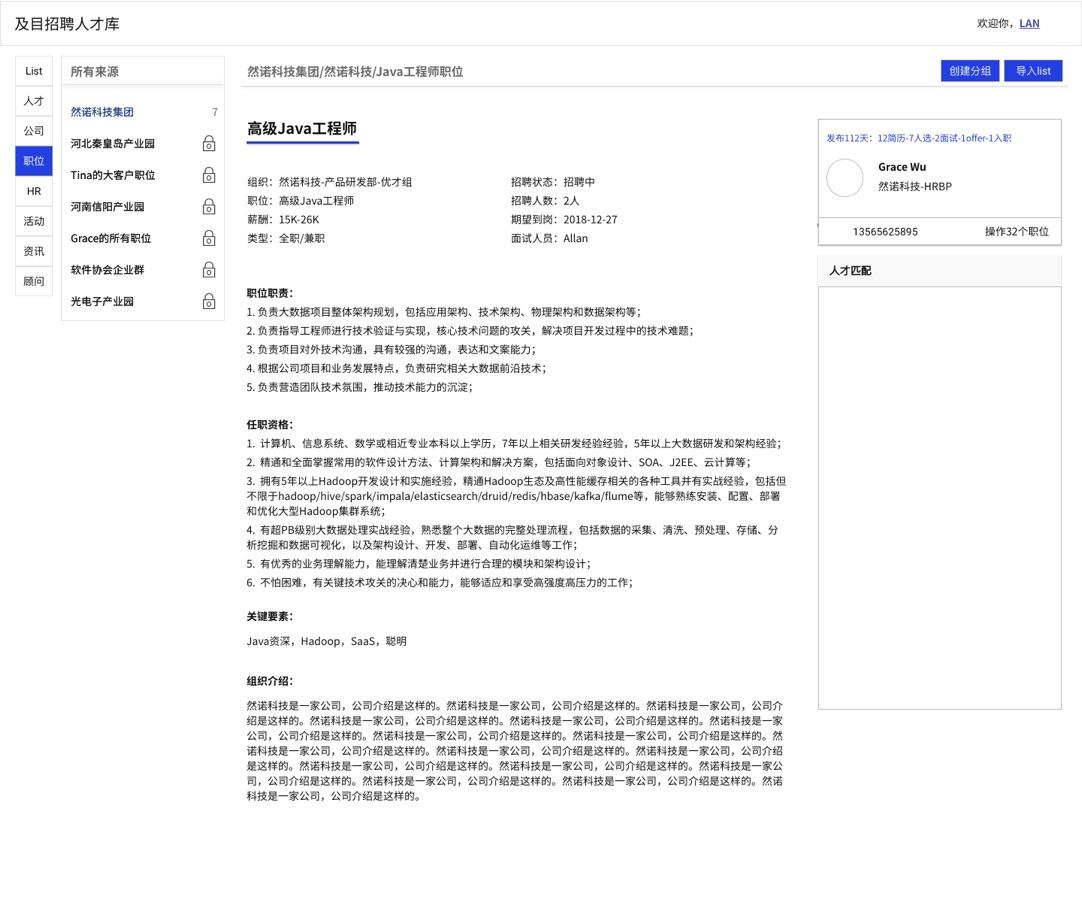 及目招聘人才库
欢迎你，LAN
List
人才
公司
职位
HR
活动
资讯
顾问
所有来源
然诺科技集团 7
河北秦皇岛产业园
Tina的大客户职位
河南信阳产业园
Grace的所有职位
软件协会企业群
光电子产业园
然诺科技集团/然诺科技/Java工程师职位
创建分组
导入list
高级Java工程师
组织：然诺科技-产品研发部-优才组
职位：高级Java工程师
薪酬：15K-26K
类型：全职/兼职
招聘状态：招聘中
招聘人数：2人
期望到岗：2018-12-27
面试人员：Allan
职位职责：
1. 负责大数据项目整体架构规划，包括应用架构、技术架构、物理架构和数据架构等；
2. 负责指导工程师进行技术验证与实现，核心技术问题的攻关，解决项目开发过程中的技术难题；
3. 负责项目对外技术沟通，具有较强的沟通，表达和文案能力；
4. 根据公司项目和业务发展特点，负责研究相关大数据前沿技术；
5. 负责营造团队技术氛围，推动技术能力的沉淀；
任职资格：
1. 计算机、信息系统、数学或相近专业本科以上学历，7年以上相关研发经验经验，5年以上大数据研发和架构经验；
2. 精通和全面掌握常用的软件设计方法、计算架构和解决方案，包括面向对象设计、SOA、J2EE、云计算等；
3. 拥有5年以上Hadoop开发设计和实施经验，精通Hadoop生态及高性能缓存相关的各种工具并有实战经验，包括但
不限于hadoop/hive/spark/impala/elasticsearch/druid/redis/hbase/kafka/flume等，能够熟练安装、配置、部署
和优化大型Hadoop集群系统；
4. 有超PB级别大数据处理实战经验，熟悉整个大数据的完整处理流程，包括数据的采集、清洗、预处理、存储、分
析挖掘和数据可视化，以及架构设计、开发、部署、自动化运维等工作；
5. 有优秀的业务理解能力，能理解清楚业务并进行合理的模块和架构设计；
6. 不怕困难，有关键技术攻关的决心和能力，能够适应和享受高强度高压力的工作；
关键要素：
Java资深，Hadoop，SaaS，聪明
组织介绍：
然诺科技是一家公司，公司介绍是这样的。然诺科技是一家公司，公司介绍是这样的。然诺科技是一家公司，公司介
绍是这样的。然诺科技是一家公司，公司介绍是这样的。然诺科技是一家公司，公司介绍是这样的。然诺科技是一家
公司，公司介绍是这样的。然诺科技是一家公司，公司介绍是这样的。然诺科技是一家公司，公司介绍是这样的。然
诺科技是一家公司，公司介绍是这样的。然诺科技是一家公司，公司介绍是这样的。然诺科技是一家公司，公司介绍
是这样的。然诺科技是一家公司，公司介绍是这样的。然诺科技是一家公司，公司介绍是这样的。然诺科技是一家公
司，公司介绍是这样的。然诺科技是一家公司，公司介绍是这样的。然诺科技是一家公司，公司介绍是这样的。然诺
科技是一家公司，公司介绍是这样的。
发布112天：12简历-7人选-2面试-1offer-1入职
Grace Wu
然诺科技-HRBP
13565625895 操作32个职位
人才匹配